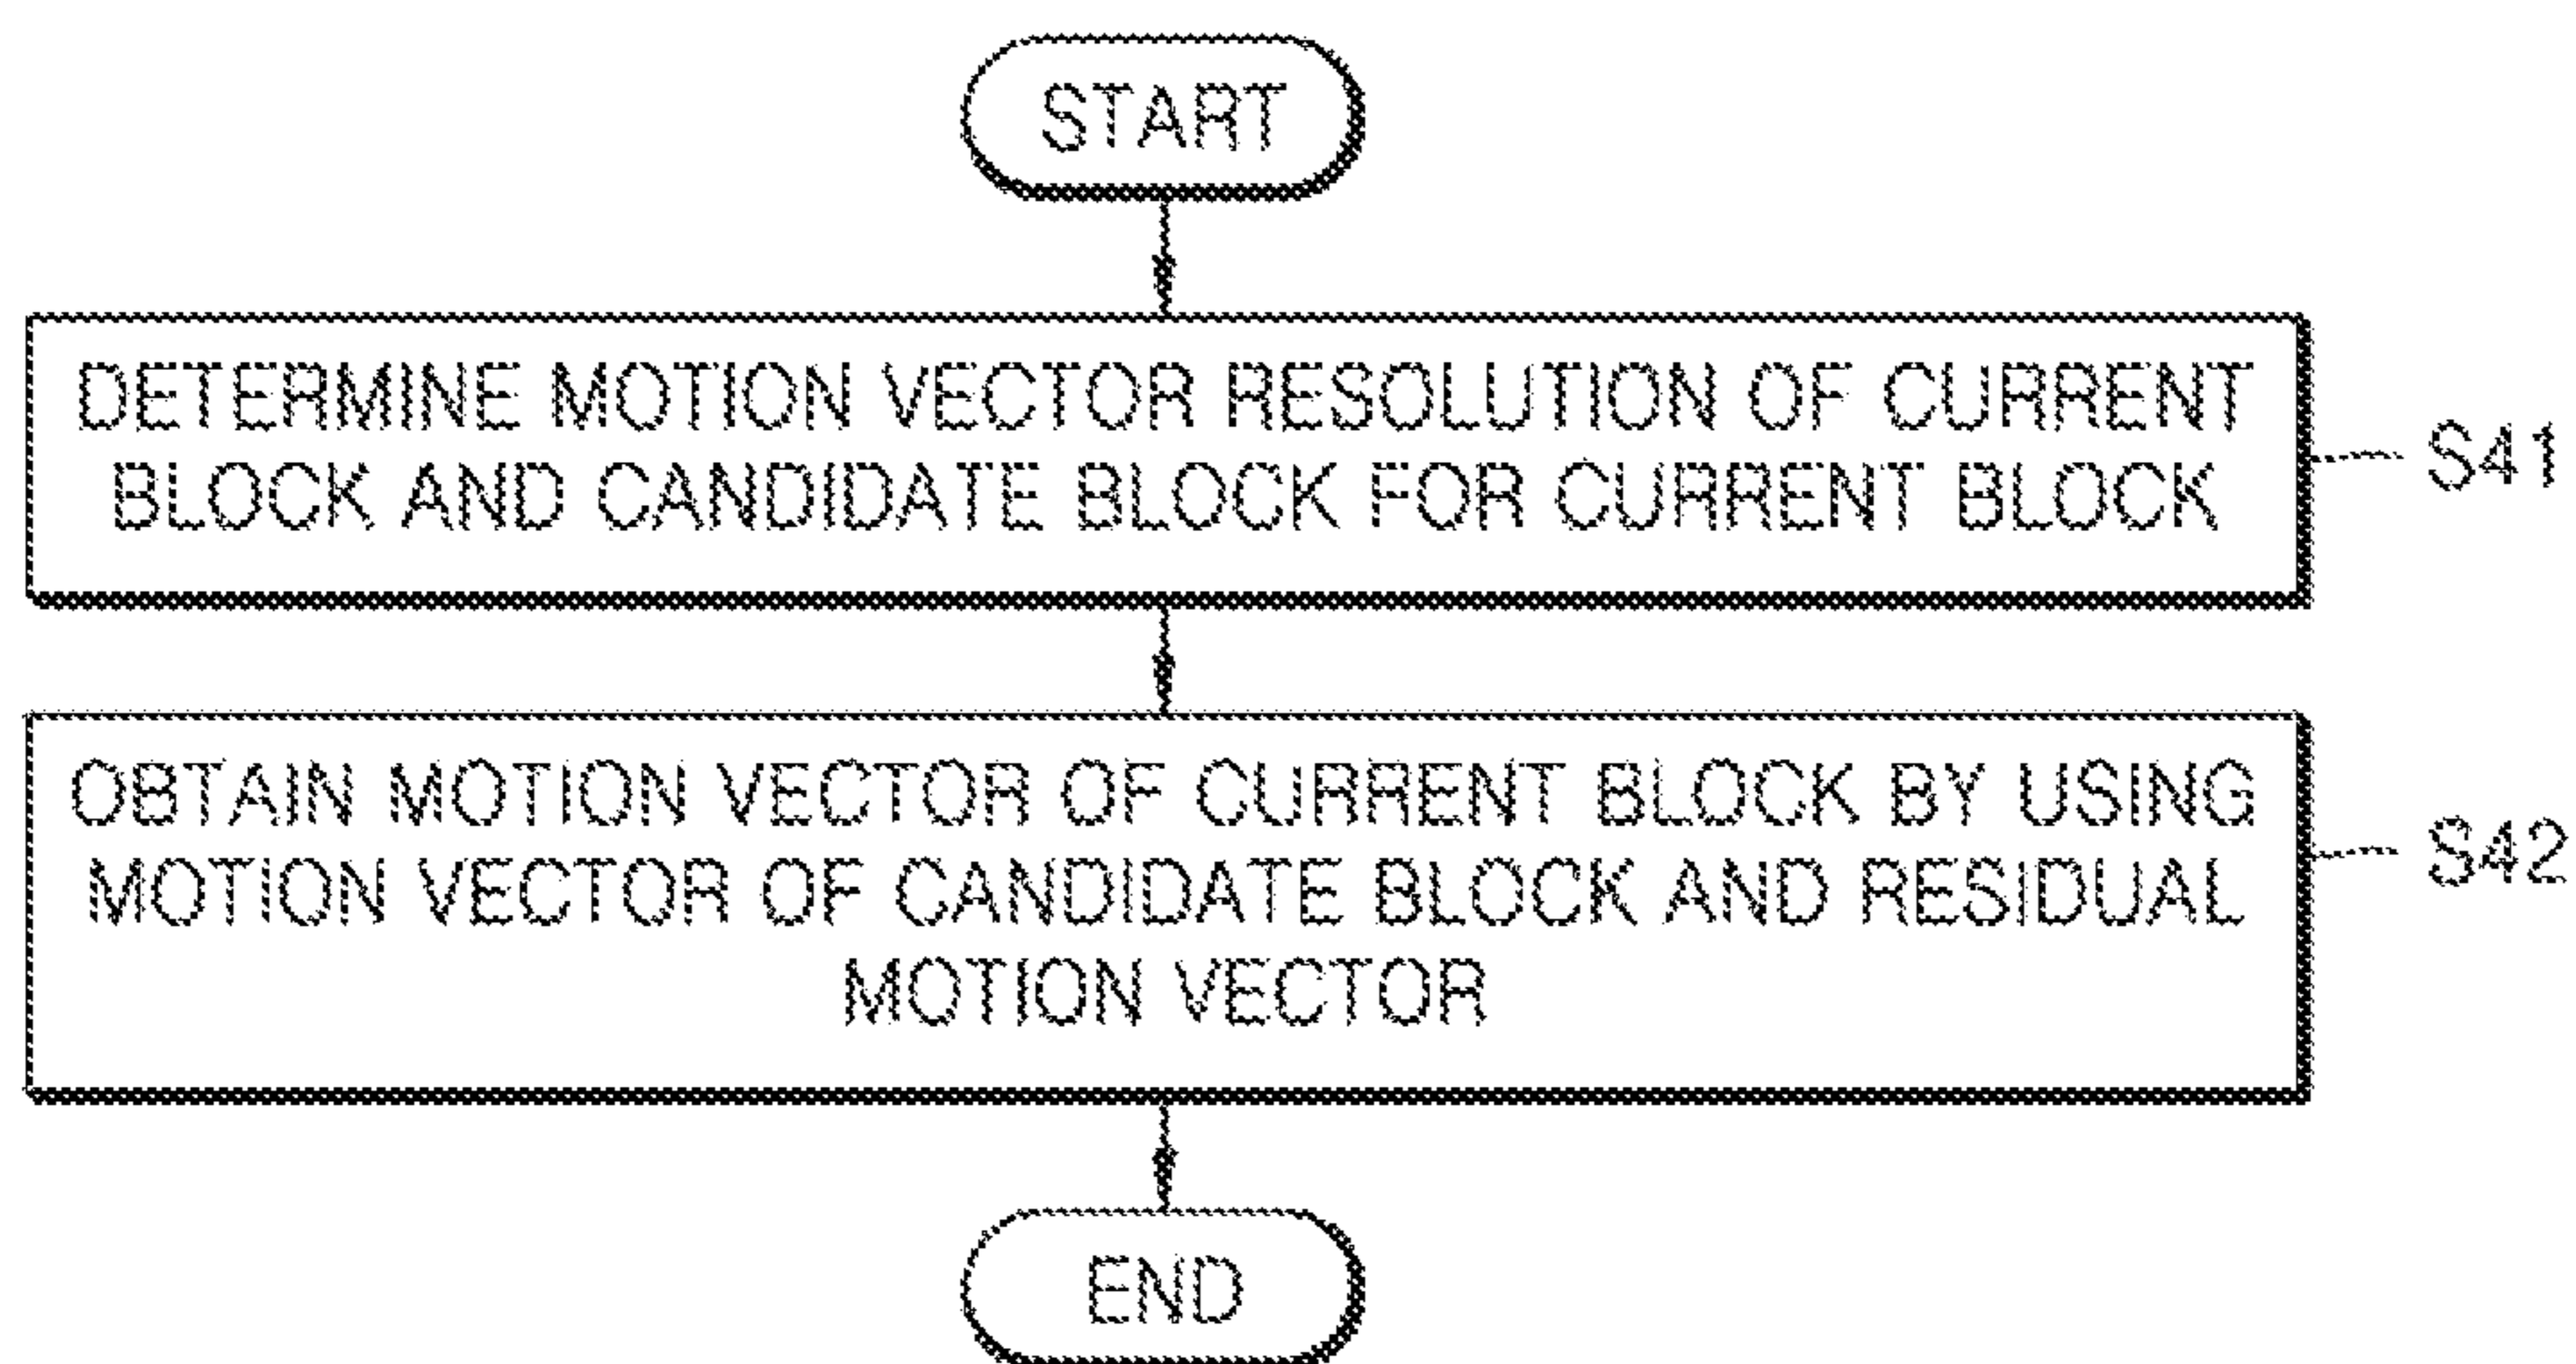 START
DETERMINE MOTION VECTOR RESOLUTION OF CURRENT
BLOCK AND CANDIDATE BLOCK FOR CURRENT BLOCK
S41
OBTAIN MOTION VECTOR OF CURRENT BLOCK BY USING
MOTION VECTOR OF CANDIDATE BLOCK AND RESIDUAL
MOTION VECTOR
S42
END